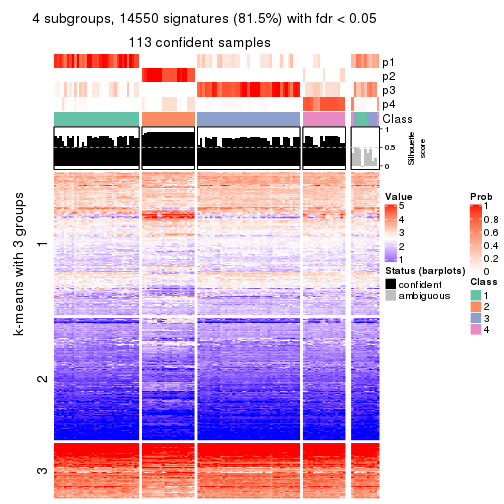 4 subgroups, 14550 signatures (81.5%) with fdr < 0.05
113 confident samples
p1
p2
p3
p4
Class
1
0.5
0
Silhouette
score
k-means with 3 groups
1
2
3
Value
5
4
3
2
1
Status (barplots)
confident
ambiguous
Prob
1
0.8
0.6
0.4
0.2
0
Class
1
2
3
4